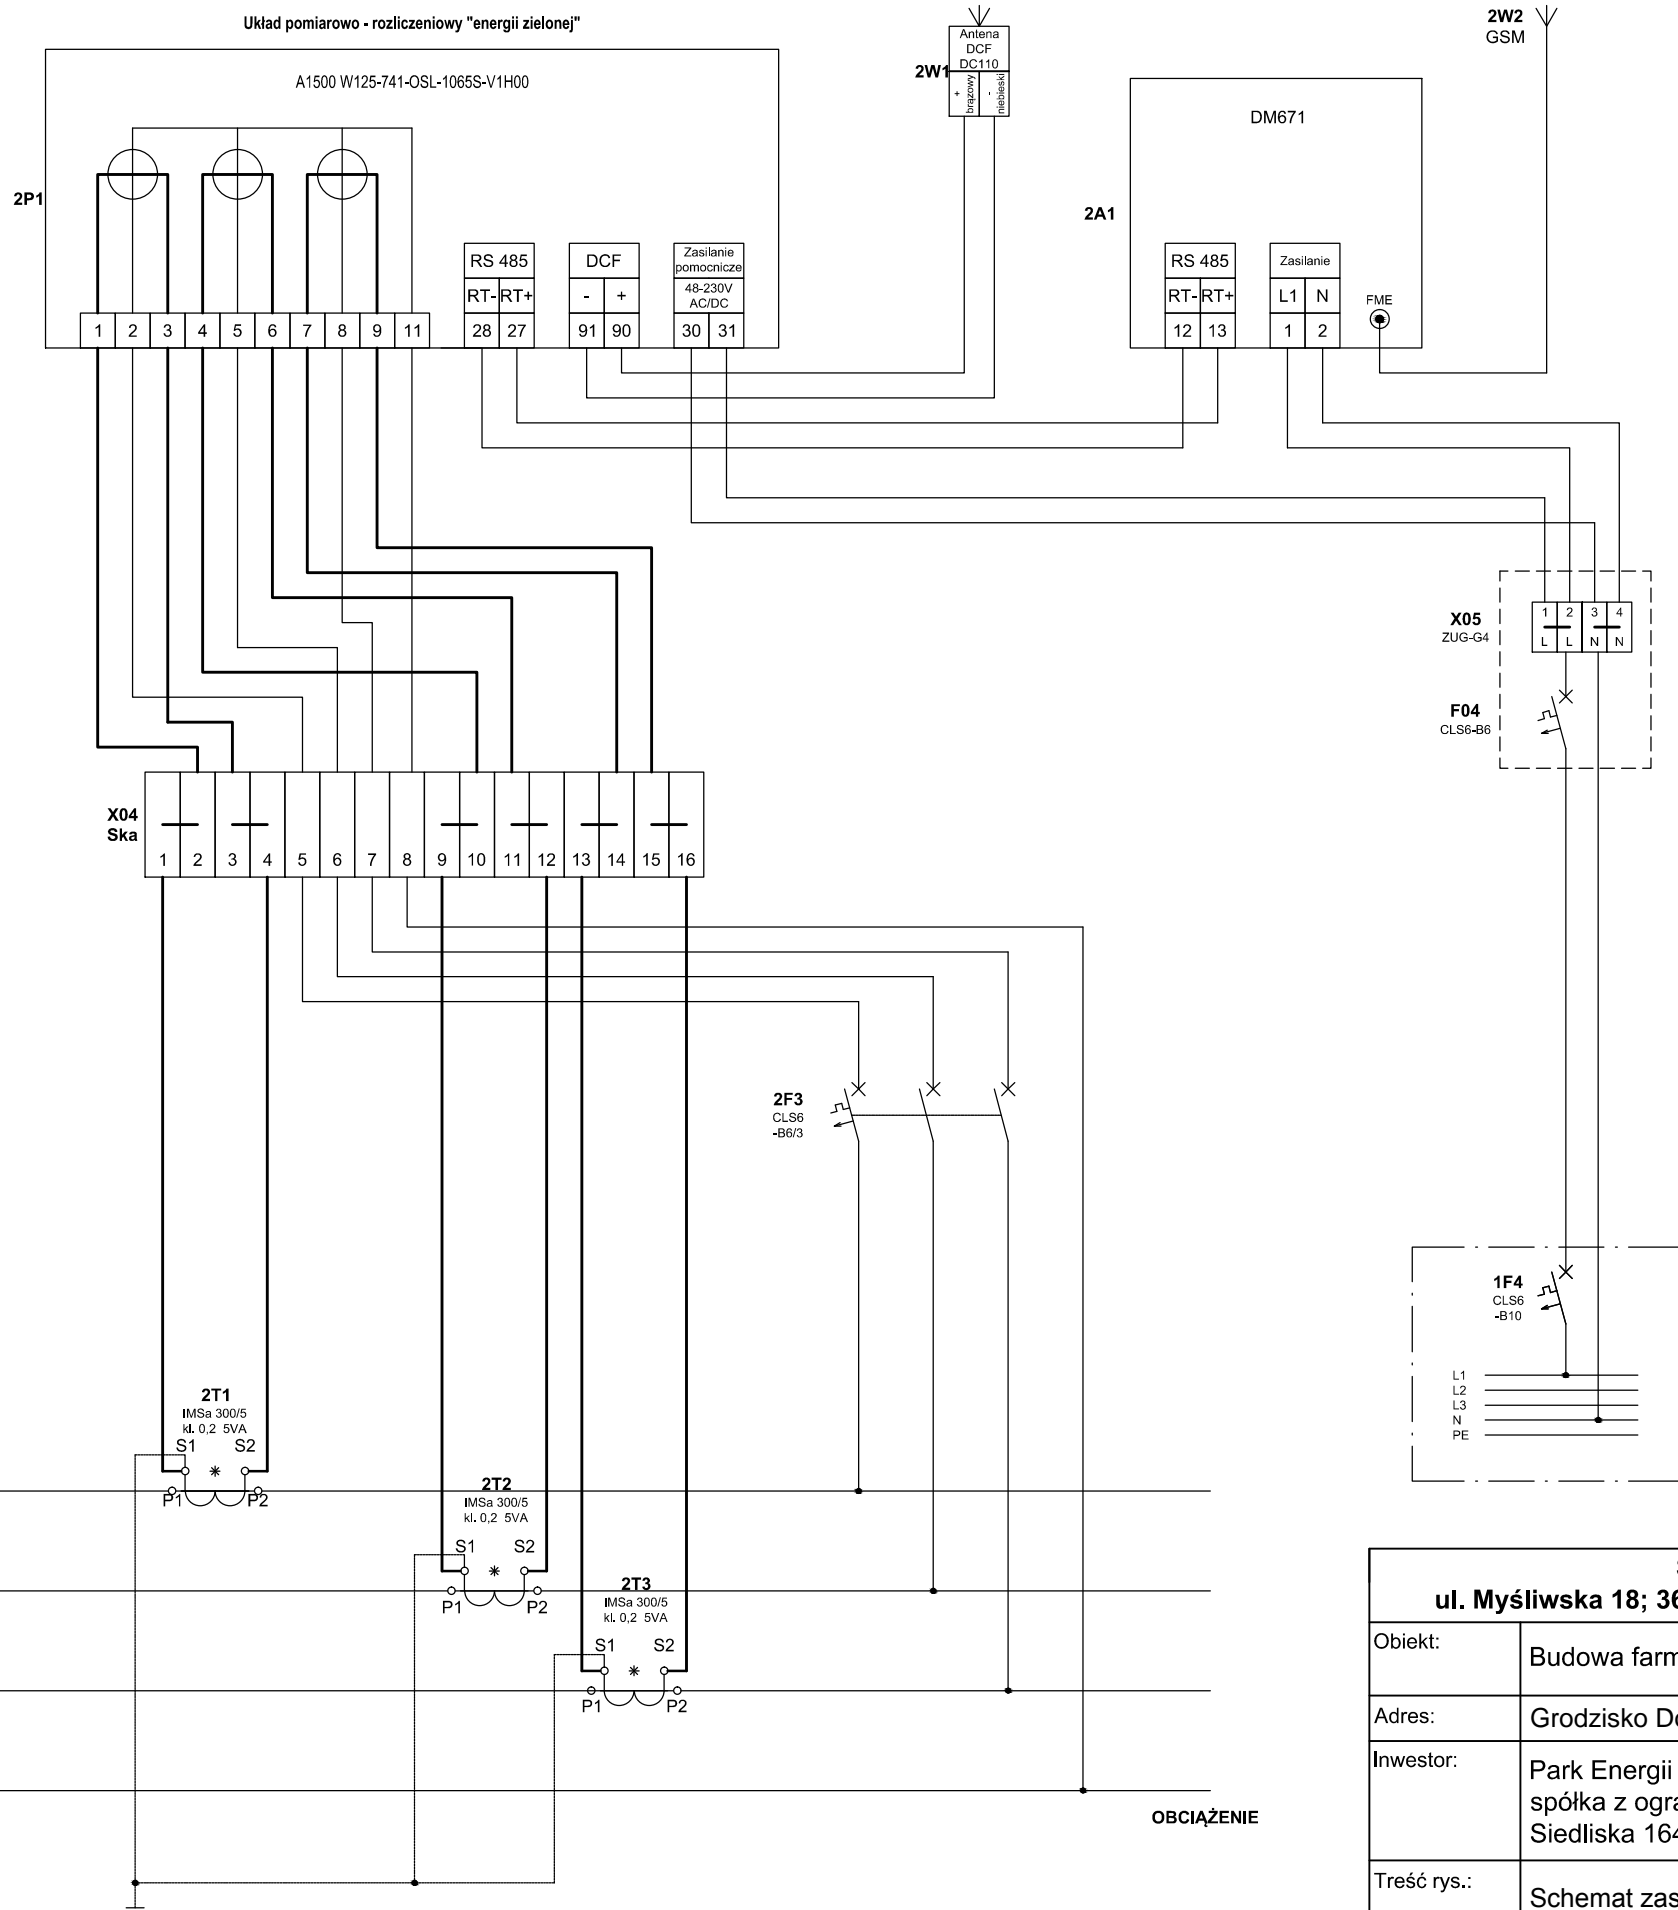 Układ pomiarowo - rozliczeniowy "energii zielonej"
A1500 W125-741-OSL-1065S-V1H00
2P1
RS 485
RT- RT+
28 27
DCF
- +
91 90
Zasilanie
pomocnicze
48-230V
AC/DC
30 31
1 2 3 4 5 6 7 8 9 11
2W1
Antena
DCF
DC110
+
brązowy
-
niebieski
2W2
GSM
DM671
2A1
RS 485
RT- RT+
12 13
Zasilanie
L1 N
1 2
FME
X05
ZUG-G4
1 2 3 4
L L N N
F04
CLS6-B6
X04
Ska
1 2 3 4 5 6 7 8 9 10 11 12 13 14 15 16
2F3
CLS6
-B6/3
1F4
CLS6
-B10
L1
L2
L3
N
PE
2T1
IMSa 300/5
kl. 0,2 5VA
S1 S2
P1 P2
2T2
IMSa 300/5
kl. 0,2 5VA
S1 S2
P1 P2
2T3
IMSa 300/5
kl. 0,2 5VA
S1 S2
P1 P2
OBCIĄŻENIE
ul. Myśliwska 18; 36
Obiekt:
Budowa farm
Adres:
Grodzisko Do
Inwestor:
Park Energii
spółka z ogra
Siedliska 164
Treść rys.:
Schemat zas